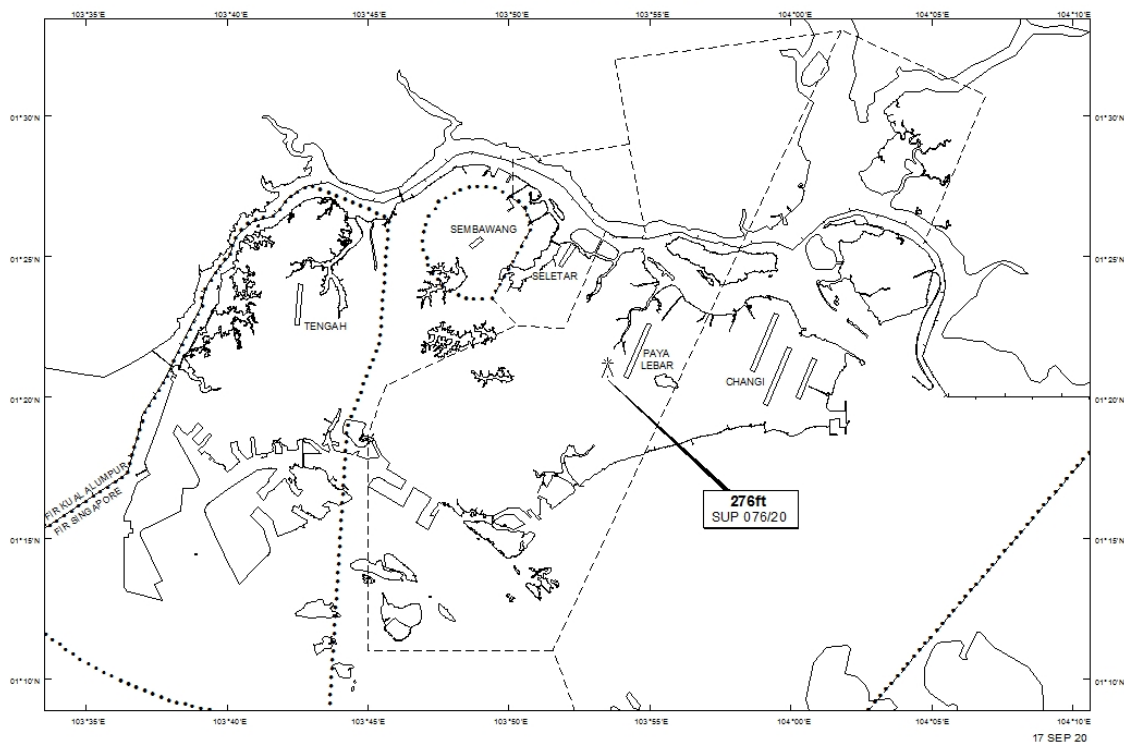 103°35'E 103°40'E 103°45'E 103°50'E 103°55'E 104°00'E 104°05'E 104°10'E
01°30'N 01°30'N
SEMBAWANG
01°25'N 01°25'N
SELETAR
TENGAH
PAYA
LEBAR
CHANGI
01°20'N 01°20'N
FIR KUALALUMPUR
FIR SINGAPORE
276ft
SUP 076/20
01°15'N 01°15'N
01°10'N 01°10'N
103°35'E 103°40'E 103°45'E 103°50'E 103°55'E 104°00'E 104°05'E 104°10'E
17 SEP 20